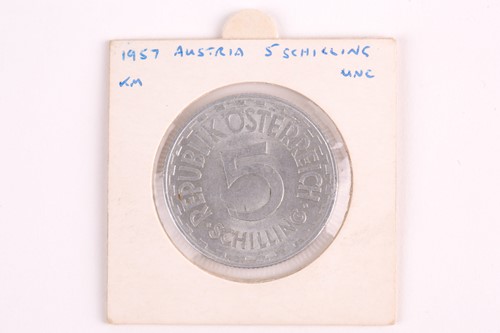 1957 AUSTRIA 5 SCHILLING
KM UNC
REPUBLIK ÖSTERREICH
5
SCHILLING